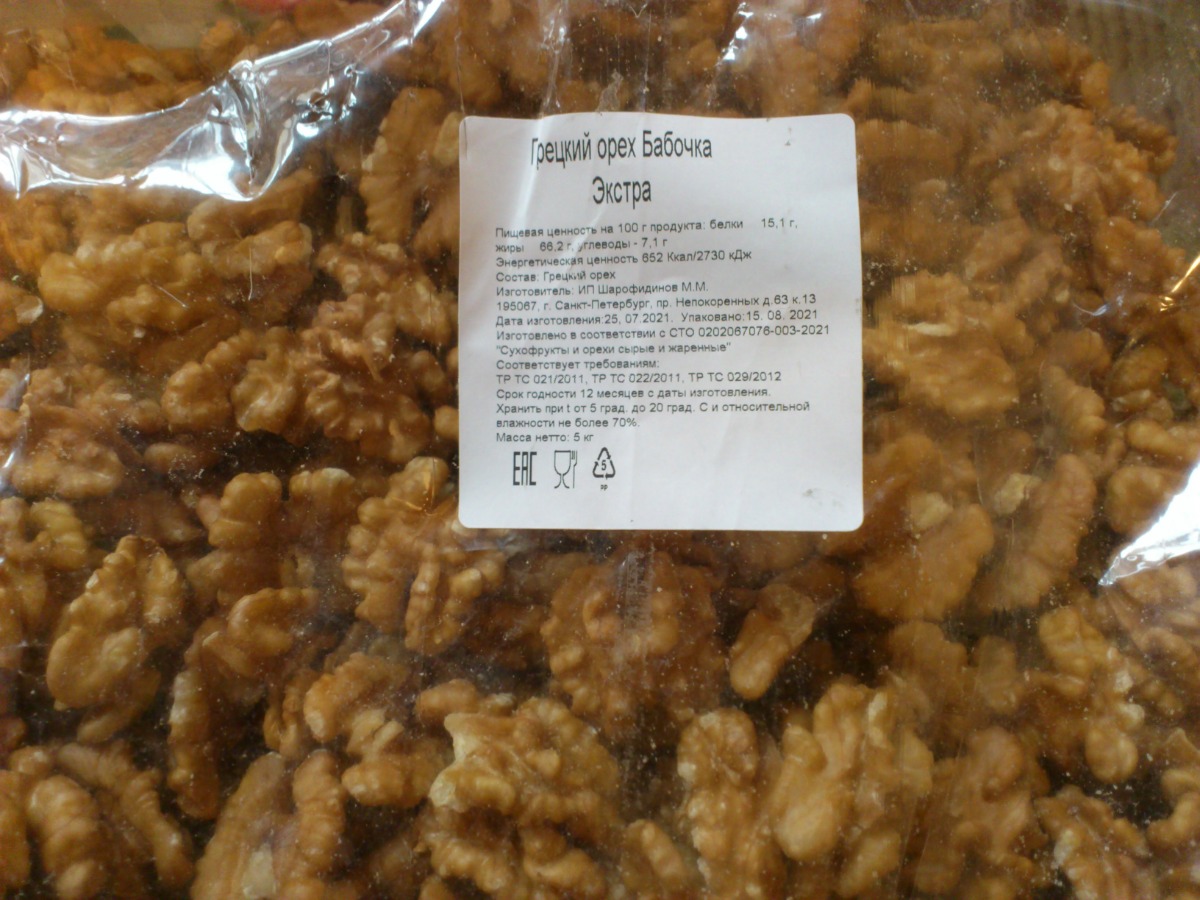 Грецкий орех Бабочка
Экстра
Пищевая ценность на 100 г продукта: белки 15,1 г,
жиры 66,2 г, углеводы - 7,1 г
Энергетическая ценность 652 Ккал/2730 кДж
Состав: Грецкий орех
Изготовитель: ИП Шарофидинов М.М.
195067, г. Санкт-Петербург, пр. Непокоренных д.63 к.13
Дата изготовления:25, 07.2021. Упаковано:15. 08. 2021
Изготовлено в соответствии с СТО 0202067076-003-2021
"Сухофрукты и орехи сырые и жаренные"
Соответствует требованиям:
ТР ТС 021/2011, ТР ТС 022/2011, ТР ТС 029/2012
Срок годности 12 месяцев с даты изготовления.
Хранить при t от 5 град. до 20 град. С и относительной
влажности не более 70%.
Масса нетто: 5 кг
EAC 5
PP